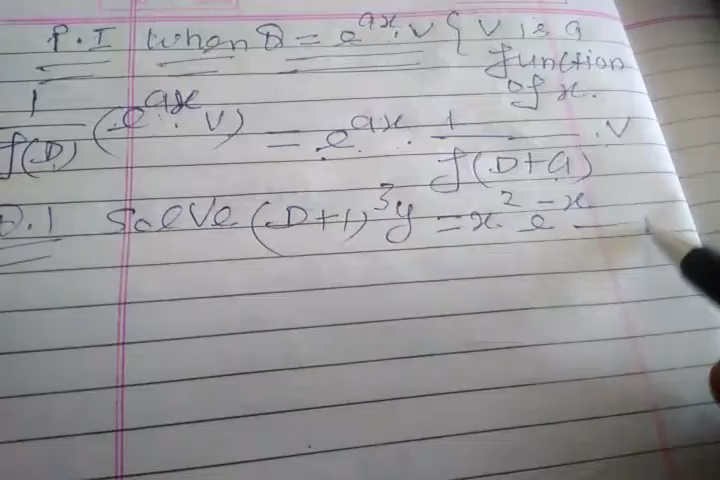 P.I when Q = e^{ax}.V { V is a function of x.
1/f(D) (e^{ax}. V) = e^{ax} . 1/f(D+a) .V
Q.1 Solve (D+1)^3 y = x^2 e^{-x} —